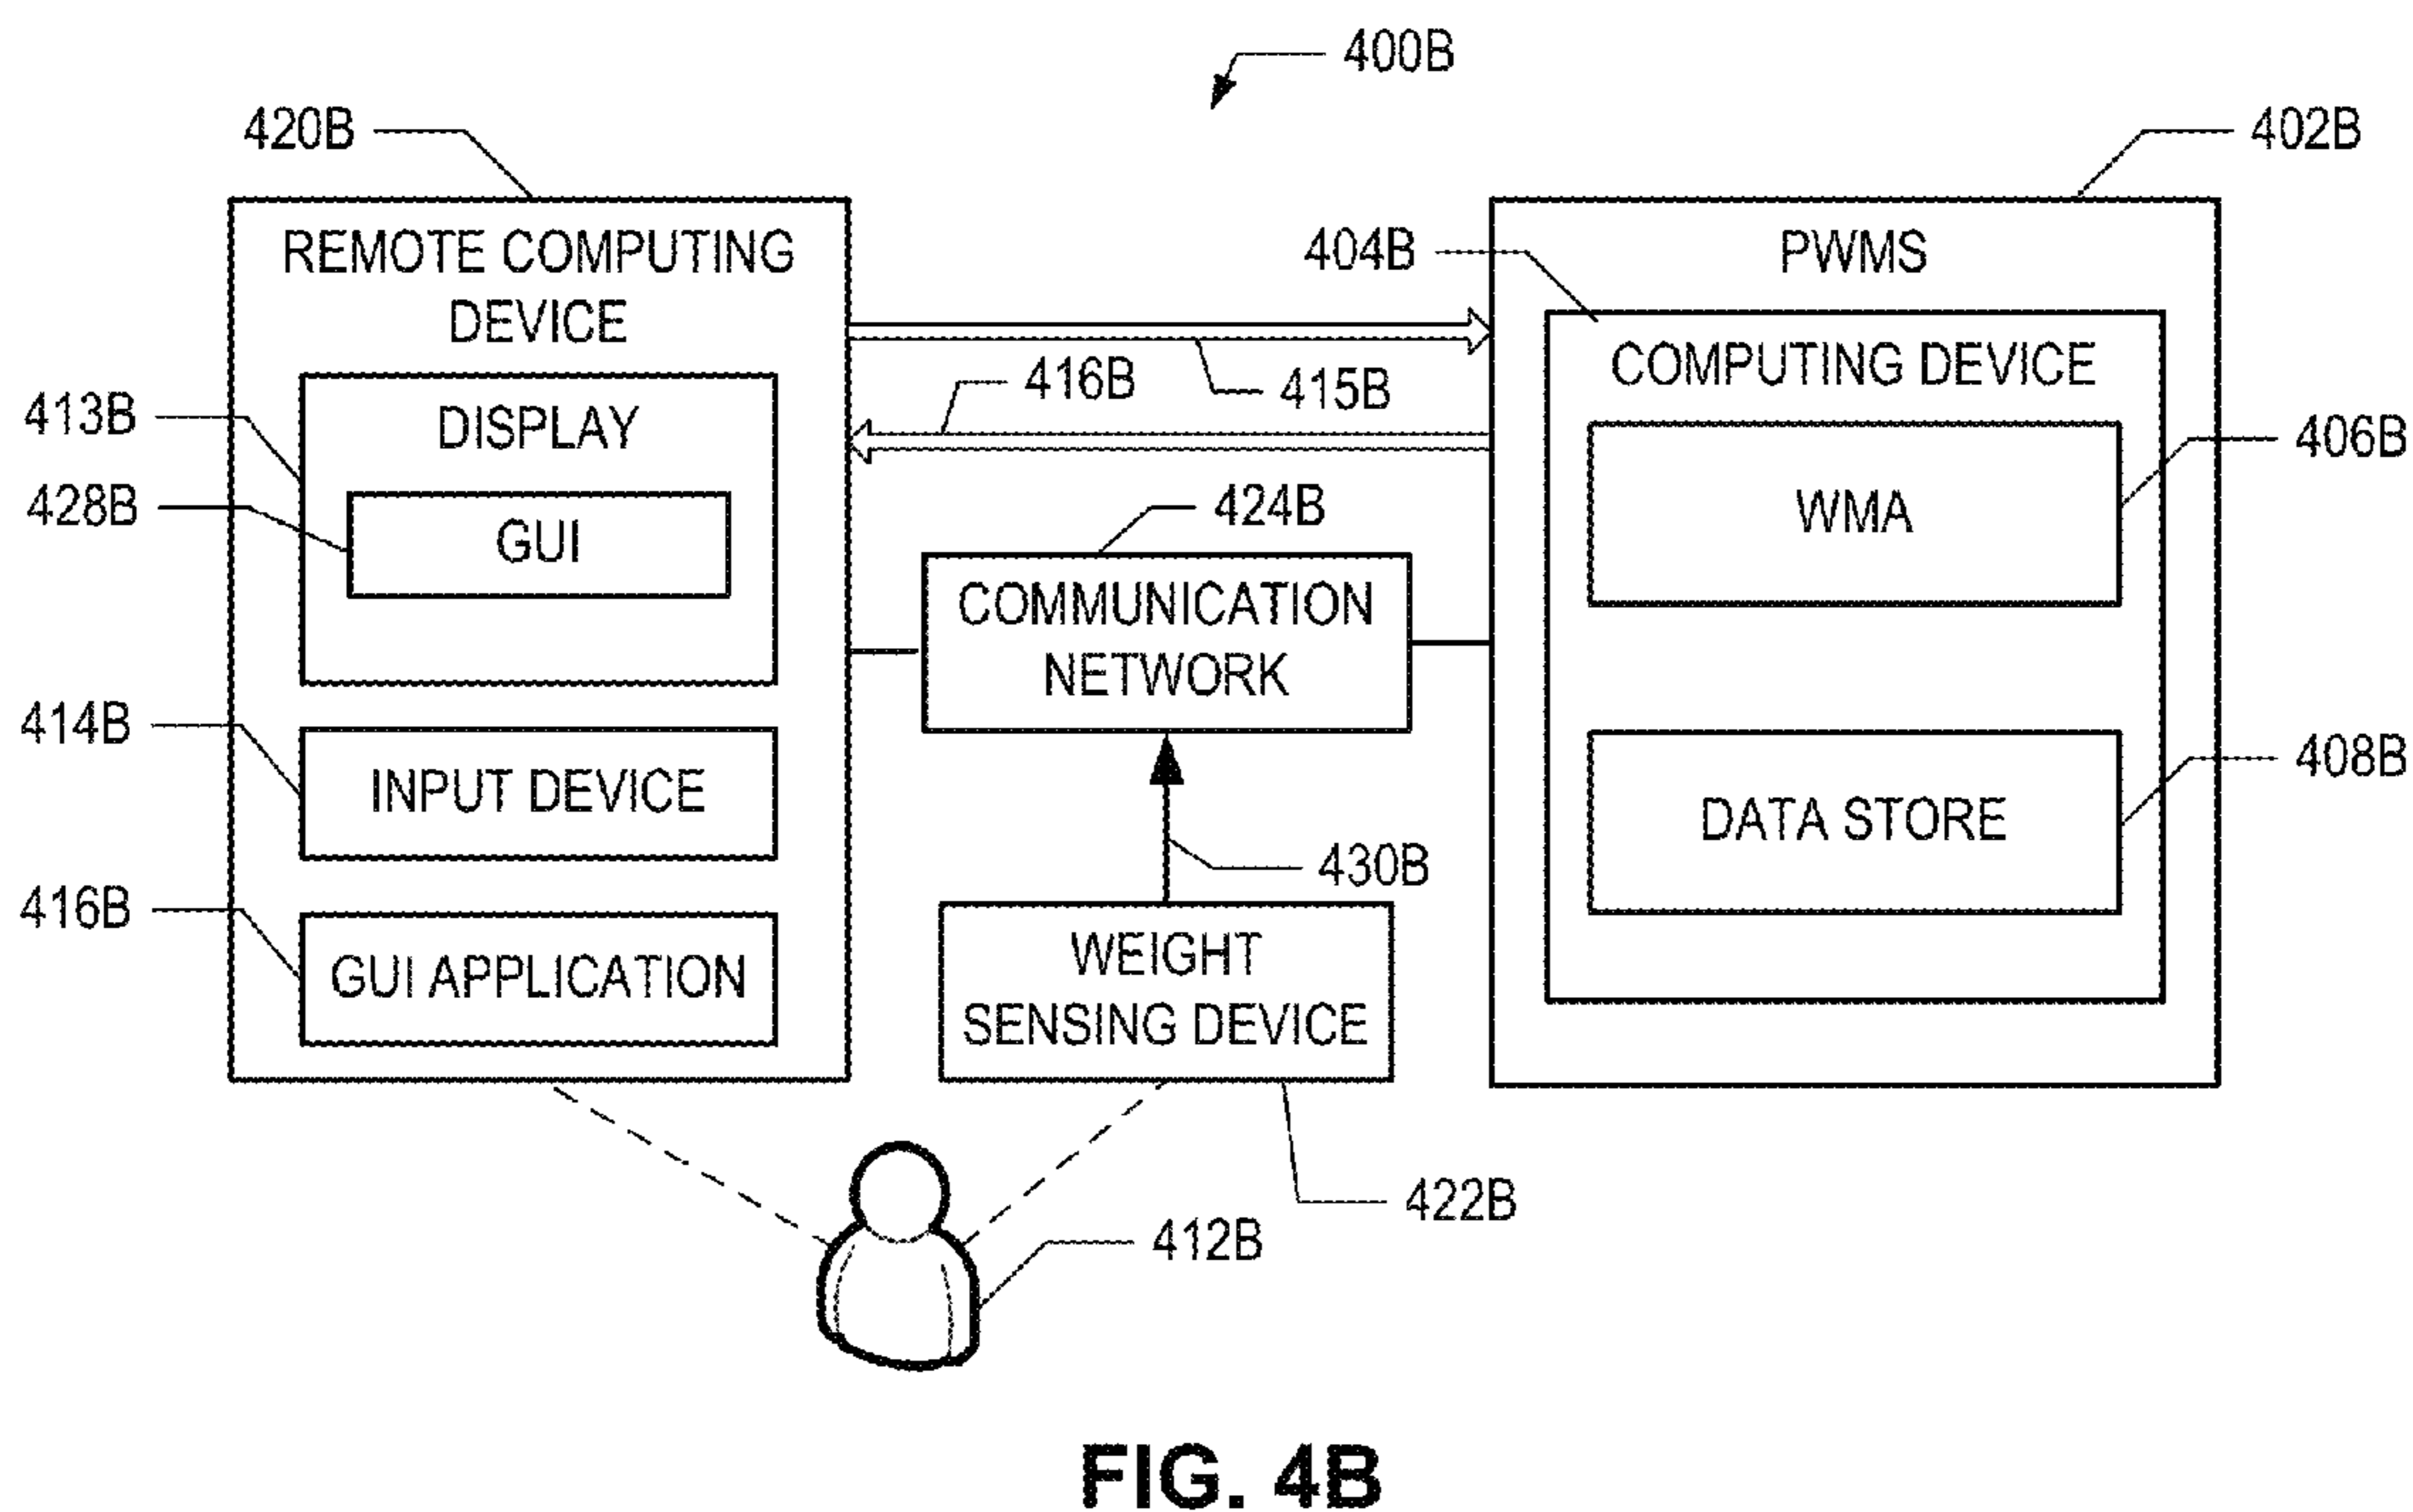 400B
420B
402B
REMOTE COMPUTING
DEVICE
404B
PWMS
COMPUTING DEVICE
416B
415B
413B
DISPLAY
406B
428B
GUI
424B
WMA
COMMUNICATION
NETWORK
414B
INPUT DEVICE
408B
DATA STORE
430B
416B
GUI APPLICATION
WEIGHT
SENSING DEVICE
422B
412B
FIG. 4B